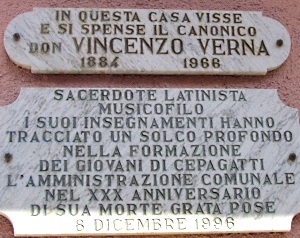 IN QUESTA CASA VISSE
E SI SPENSE IL CANONICO
DON VINCENZO VERNA
1884 1966
SACERDOTE LATINISTA
MUSICOFILO
I SUOI INSEGNAMENTI HANNO
TRACCIATO UN SOLCO PROFONDO
NELLA FORMAZIONE
DEI GIOVANI DI CEPAGATTI
L'AMMINISTRAZIONE COMUNALE
NEL XXX ANNIVERSARIO
DI SUA MORTE GRATA POSE
8 DICEMBRE 1996